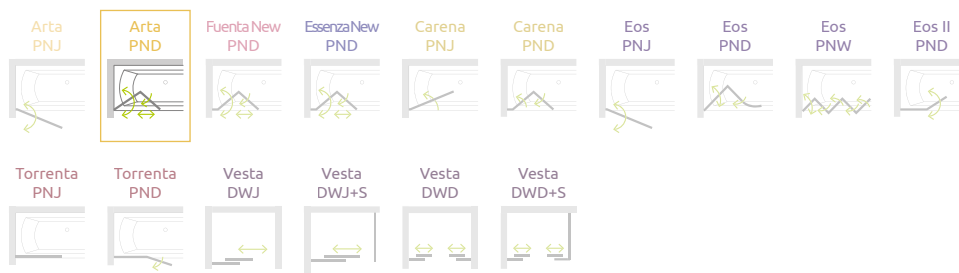 Arta
PNJ
Arta
PND
Fuenta New
PND
Essenza New
PND
Carena
PNJ
Carena
PND
Eos
PNJ
Eos
PND
Eos
PNW
Eos II
PND
Torrenta
PNJ
Torrenta
PND
Vesta
DWJ
Vesta
DWJ+S
Vesta
DWD
Vesta
DWD+S